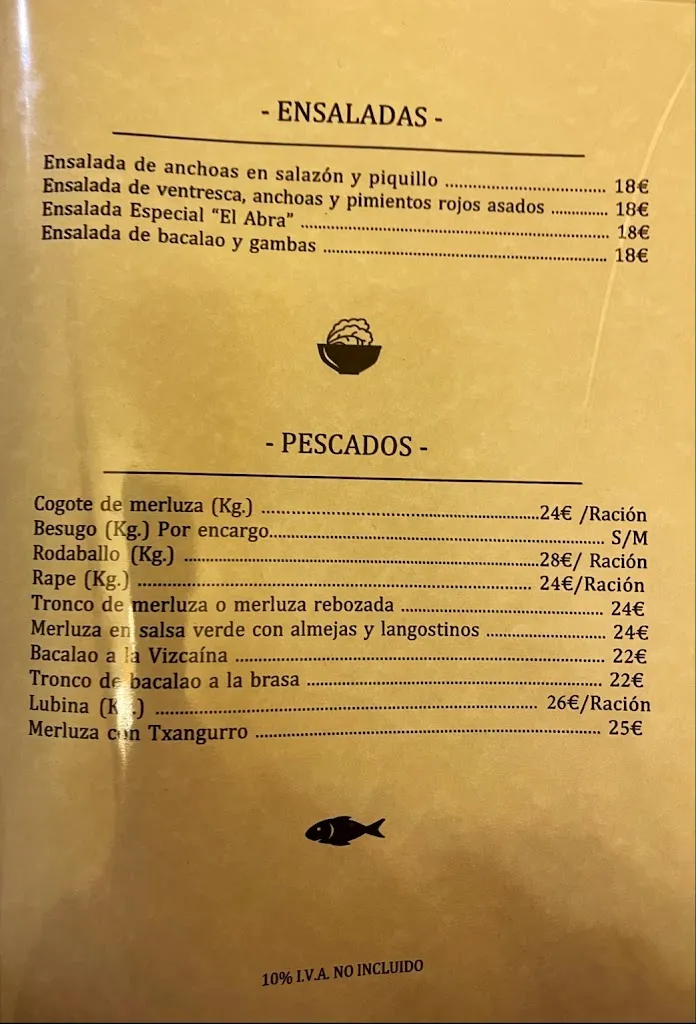 - ENSALADAS -
Ensalada de anchoas en salazón y piquillo ........................................ 18€
Ensalada de ventresca, anchoas y pimientos rojos asados .............. 18€
Ensalada Especial "El Abra" ............................................................................ 18€
Ensalada de bacalao y gambas ...................................................................... 18€
- PESCADOS -
Cogote de merluza (Kg.) ....................................................................24€ /Ración
Besugo (Kg.) Por encargo.................................................................................. S/M
Rodaballo (Kg.) .......................................................................................28€/ Ración
Rape (Kg.) .................................................................................................. 24€/Ración
Tronco de merluza o merluza rebozada .................................................. 24€
Merluza en salsa verde con almejas y langostinos ............................. 24€
Bacalao a la Vizcaína ........................................................................................... 22€
Tronco de bacalao a la brasa ......................................................................... 22€
Lubina (K .) .............................................................................................. 26€/Ración
Merluza con Txangurro ..................................................................................... 25€
10% I.V.A. NO INCLUIDO